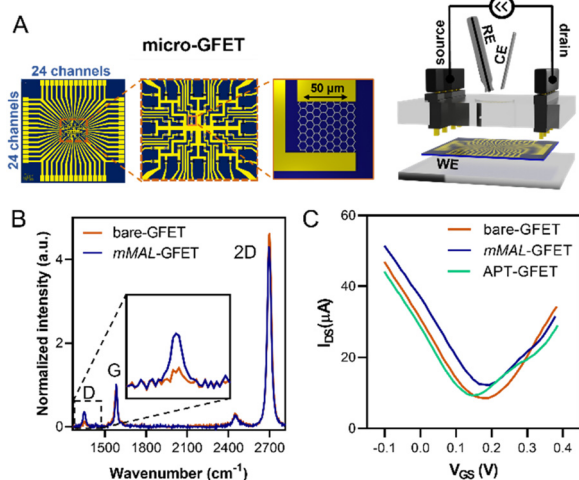 A
micro-GFET
24 channels
24 channels
50 µm
source
RE
CE
drain
WE
B
bare-GFET
mMAL-GFET
2D
G
D
Normalized intensity (a.u.)
4
2
0
1500
1800
2100
2400
2700
Wavenumber (cm⁻¹)
C
bare-GFET
mMAL-GFET
APT-GFET
I_DS(µA)
60
40
20
0
-0.1
0.0
0.1
0.2
0.3
0.4
V_GS (V)